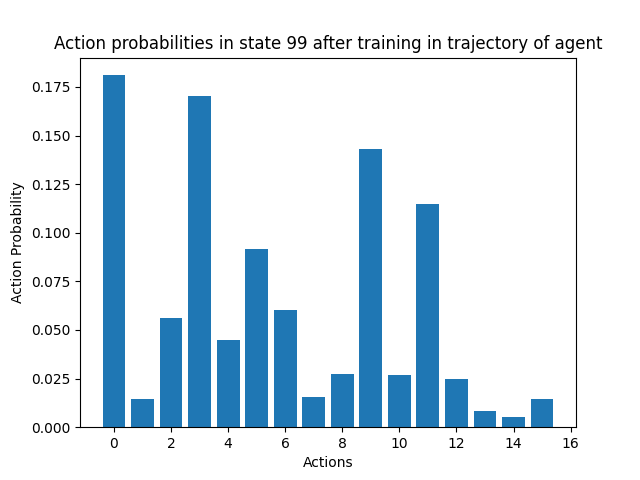 Action probabilities in state 99 after training in trajectory of agent
Action Probability
0.175
0.150
0.125
0.100
0.075
0.050
0.025
0.000
0 2 4 6 8 10 12 14 16
Actions